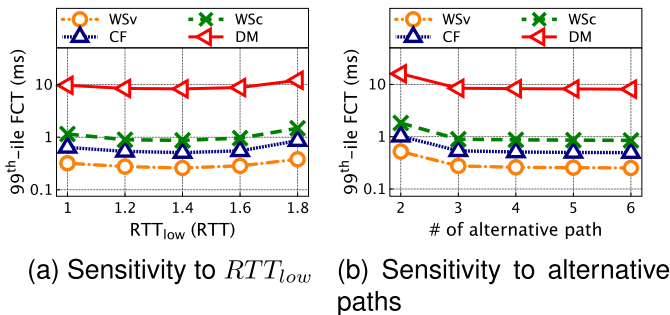 WSv WSc
CF DM
99th-ile FCT (ms)
10
1
0.1
1 1.2 1.4 1.6 1.8
RTTlow (RTT)
(a) Sensitivity to RTTlow
WSv WSc
CF DM
99th-ile FCT (ms)
10
1
0.1
2 3 4 5 6
# of alternative path
(b) Sensitivity to alternative
paths